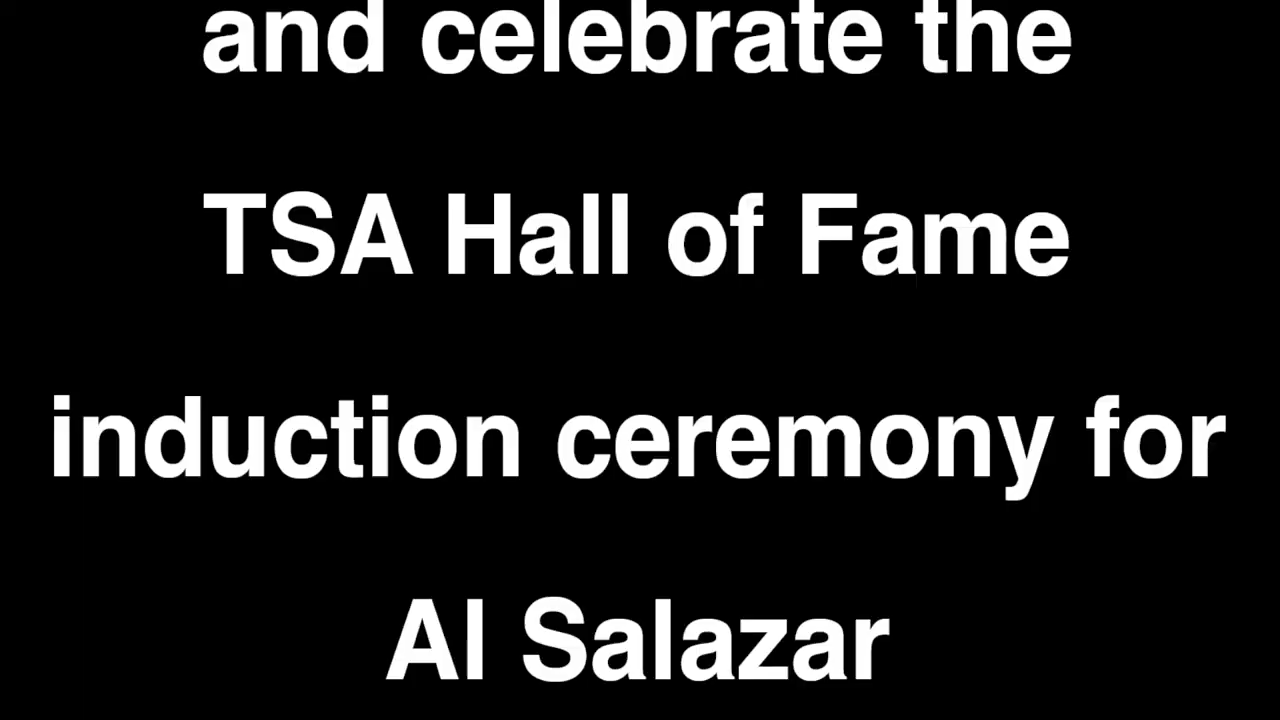 and celebrate the
TSA Hall of Fame
induction ceremony for
Al Salazar